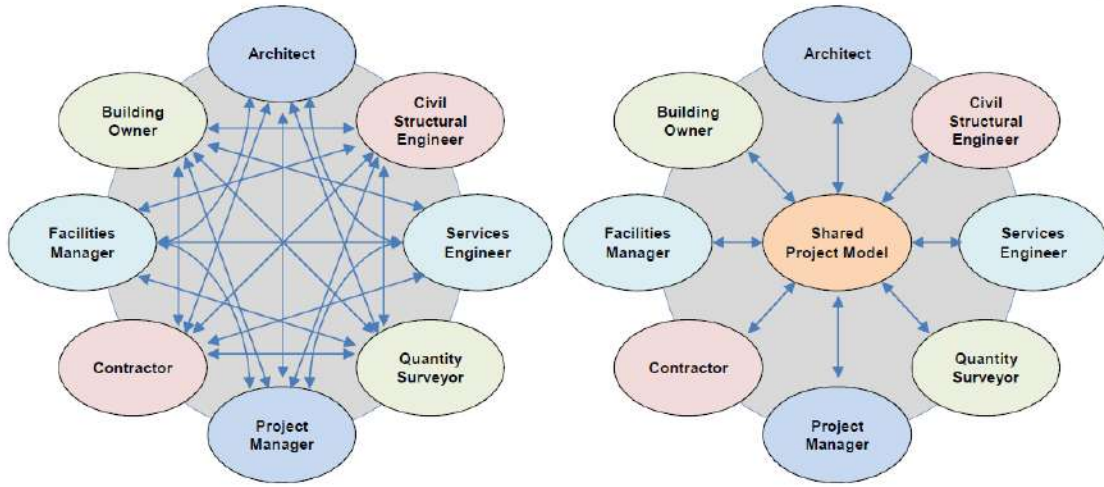 Architect
Building
Owner
Civil
Structural
Engineer
Facilities
Manager
Services
Engineer
Contractor
Quantity
Surveyor
Project
Manager
Architect
Building
Owner
Civil
Structural
Engineer
Facilities
Manager
Shared
Project Model
Services
Engineer
Contractor
Quantity
Surveyor
Project
Manager